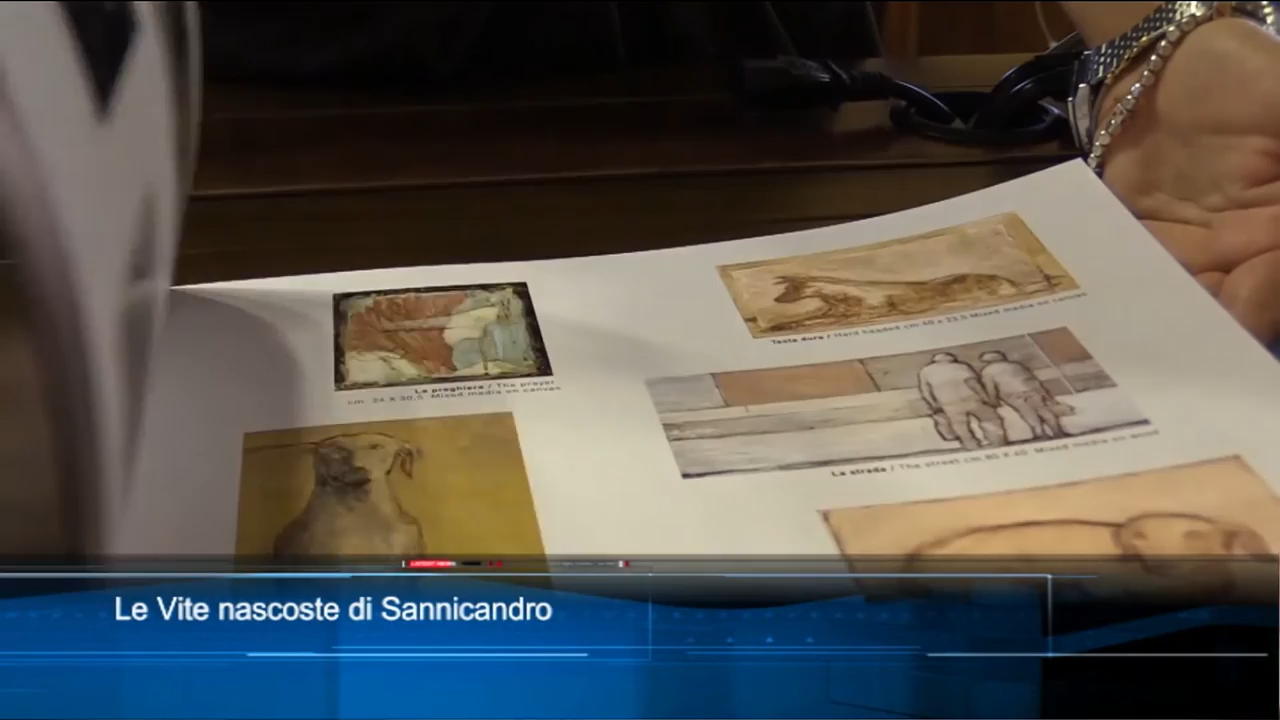 Testa dura / Hard headed cm 40 x 23,5 Mixed media on canvas
La preghiera / The prayer
cm 24 X 30,5 Mixed media on canvas
La strada / The street cm 80 X 40 Mixed media on wood
LATEST NEWS
Le Vite nascoste di Sannicandro